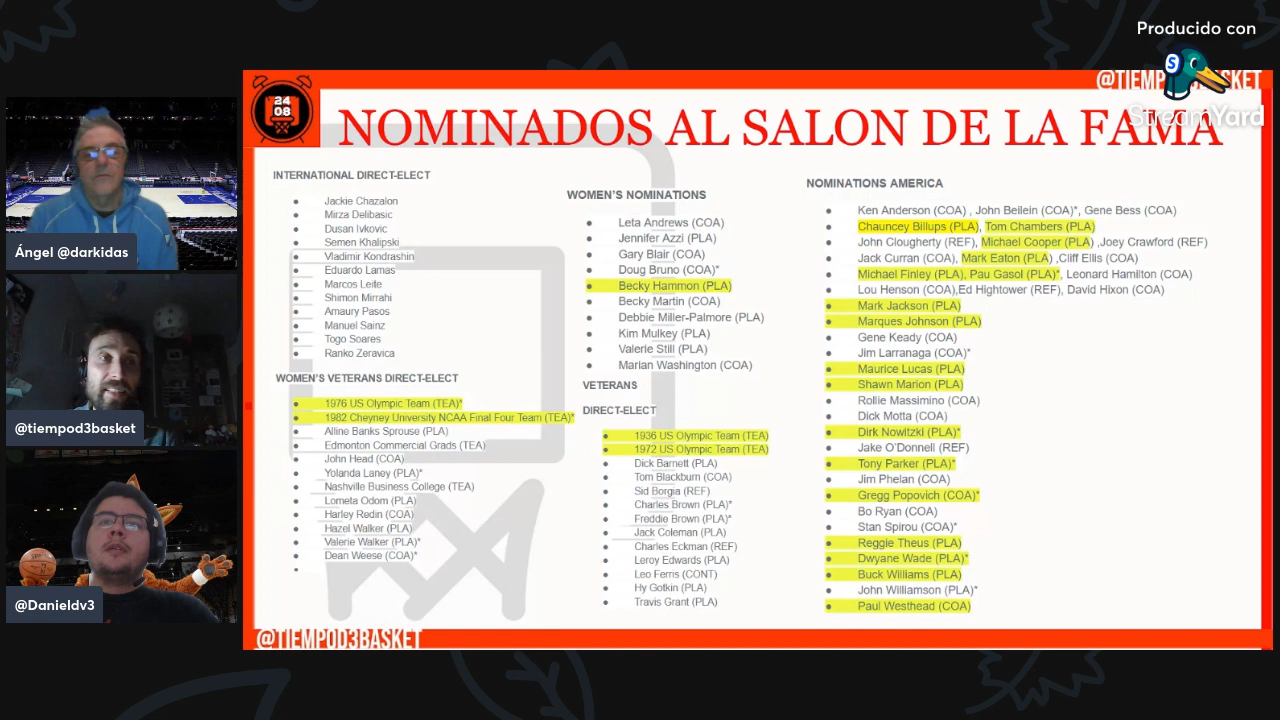 Producido con
StreamYard
@TIEMPOD3BASKET
24
08
NOMINADOS AL SALON DE LA FAMA
INTERNATIONAL DIRECT-ELECT
Jackie Chazalon
Mirza Delibasic
Dusan Ivkovic
Semen Khalipski
Vladimir Kondrashin
Eduardo Lamas
Marcos Leite
Shimon Mirrahi
Amaury Pasos
Manuel Sainz
Togo Soares
Ranko Zeravica
WOMEN'S VETERANS DIRECT-ELECT
1976 US Olympic Team (TEA)*
1982 Cheyney University NCAA Final Four Team (TEA)*
Alline Banks Sprouse (PLA)
Edmonton Commercial Grads (TEA)
John Head (COA)
Yolanda Laney (PLA)*
Nashville Business College (TEA)
Lometa Odom (PLA)
Harley Redin (COA)
Hazel Walker (PLA)
Valerie Walker (PLA)*
Dean Weese (COA)*
WOMEN'S NOMINATIONS
Leta Andrews (COA)
Jennifer Azzi (PLA)
Gary Blair (COA)
Doug Bruno (COA)*
Becky Hammon (PLA)
Becky Martin (COA)
Debbie Miller-Palmore (PLA)
Kim Mulkey (PLA)
Valerie Still (PLA)
Marian Washington (COA)
VETERANS
DIRECT-ELECT
1936 US Olympic Team (TEA)
1972 US Olympic Team (TEA)
Dick Barnett (PLA)
Tom Blackburn (COA)
Sid Borgia (REF)
Charles Brown (PLA)*
Freddie Brown (PLA)*
Jack Coleman (PLA)
Charles Eckman (REF)
Leroy Edwards (PLA)
Leo Ferris (CONT)
Hy Gotkin (PLA)
Travis Grant (PLA)
NOMINATIONS AMERICA
Ken Anderson (COA) , John Beilein (COA)*, Gene Bess (COA)
Chauncey Billups (PLA), Tom Chambers (PLA)
John Clougherty (REF), Michael Cooper (PLA) ,Joey Crawford (REF)
Jack Curran (COA), Mark Eaton (PLA) ,Cliff Ellis (COA)
Michael Finley (PLA), Pau Gasol (PLA)*, Leonard Hamilton (COA)
Lou Henson (COA),Ed Hightower (REF), David Hixon (COA)
Mark Jackson (PLA)
Marques Johnson (PLA)
Gene Keady (COA)
Jim Larranaga (COA)*
Maurice Lucas (PLA)
Shawn Marion (PLA)
Rollie Massimino (COA)
Dick Motta (COA)
Dirk Nowitzki (PLA)*
Jake O'Donnell (REF)
Tony Parker (PLA)*
Jim Phelan (COA)
Gregg Popovich (COA)*
Bo Ryan (COA)
Stan Spirou (COA)*
Reggie Theus (PLA)
Dwyane Wade (PLA)*
Buck Williams (PLA)
John Williamson (PLA)*
Paul Westhead (COA)
@TIEMPOD3BASKET
Ángel @darkidas
@tiempod3basket
@Danieldv3